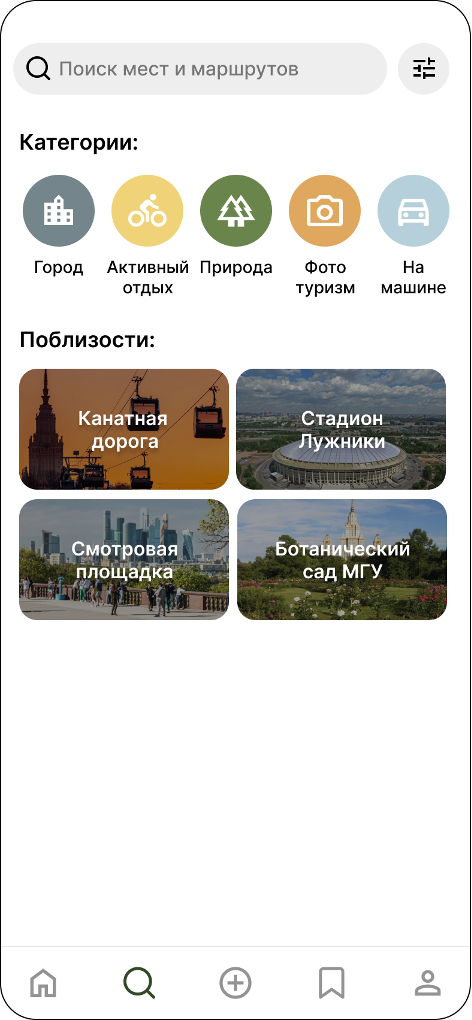 Поиск мест и маршрутов
Категории:
Город
Активный
отдых
Природа
Фото
туризм
На
машине
Поблизости:
Канатная
дорога
Стадион
Лужники
Смотровая
площадка
Ботанический
сад МГУ